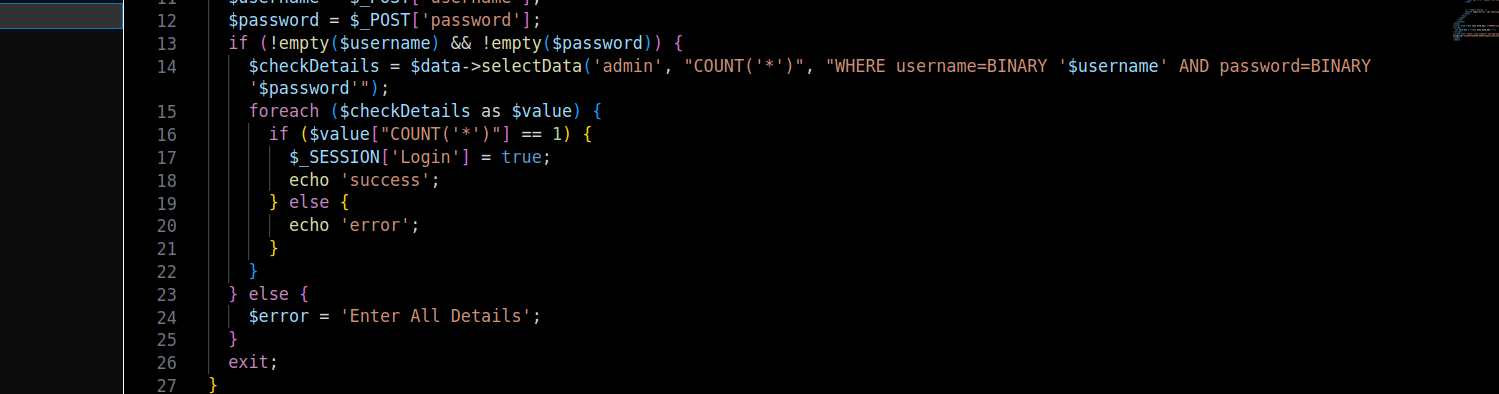 11 $username = $_POST['username'];
12 $password = $_POST['password'];
13 if (!empty($username) && !empty($password)) {
14 $checkDetails = $data->selectData('admin', "COUNT('*')", "WHERE username=BINARY '$username' AND password=BINARY
'$password'");
15 foreach ($checkDetails as $value) {
16 if ($value["COUNT('*')"] == 1) {
17 $_SESSION['Login'] = true;
18 echo 'success';
19 } else {
20 echo 'error';
21 }
22 }
23 } else {
24 $error = 'Enter All Details';
25 }
26 exit;
27 }